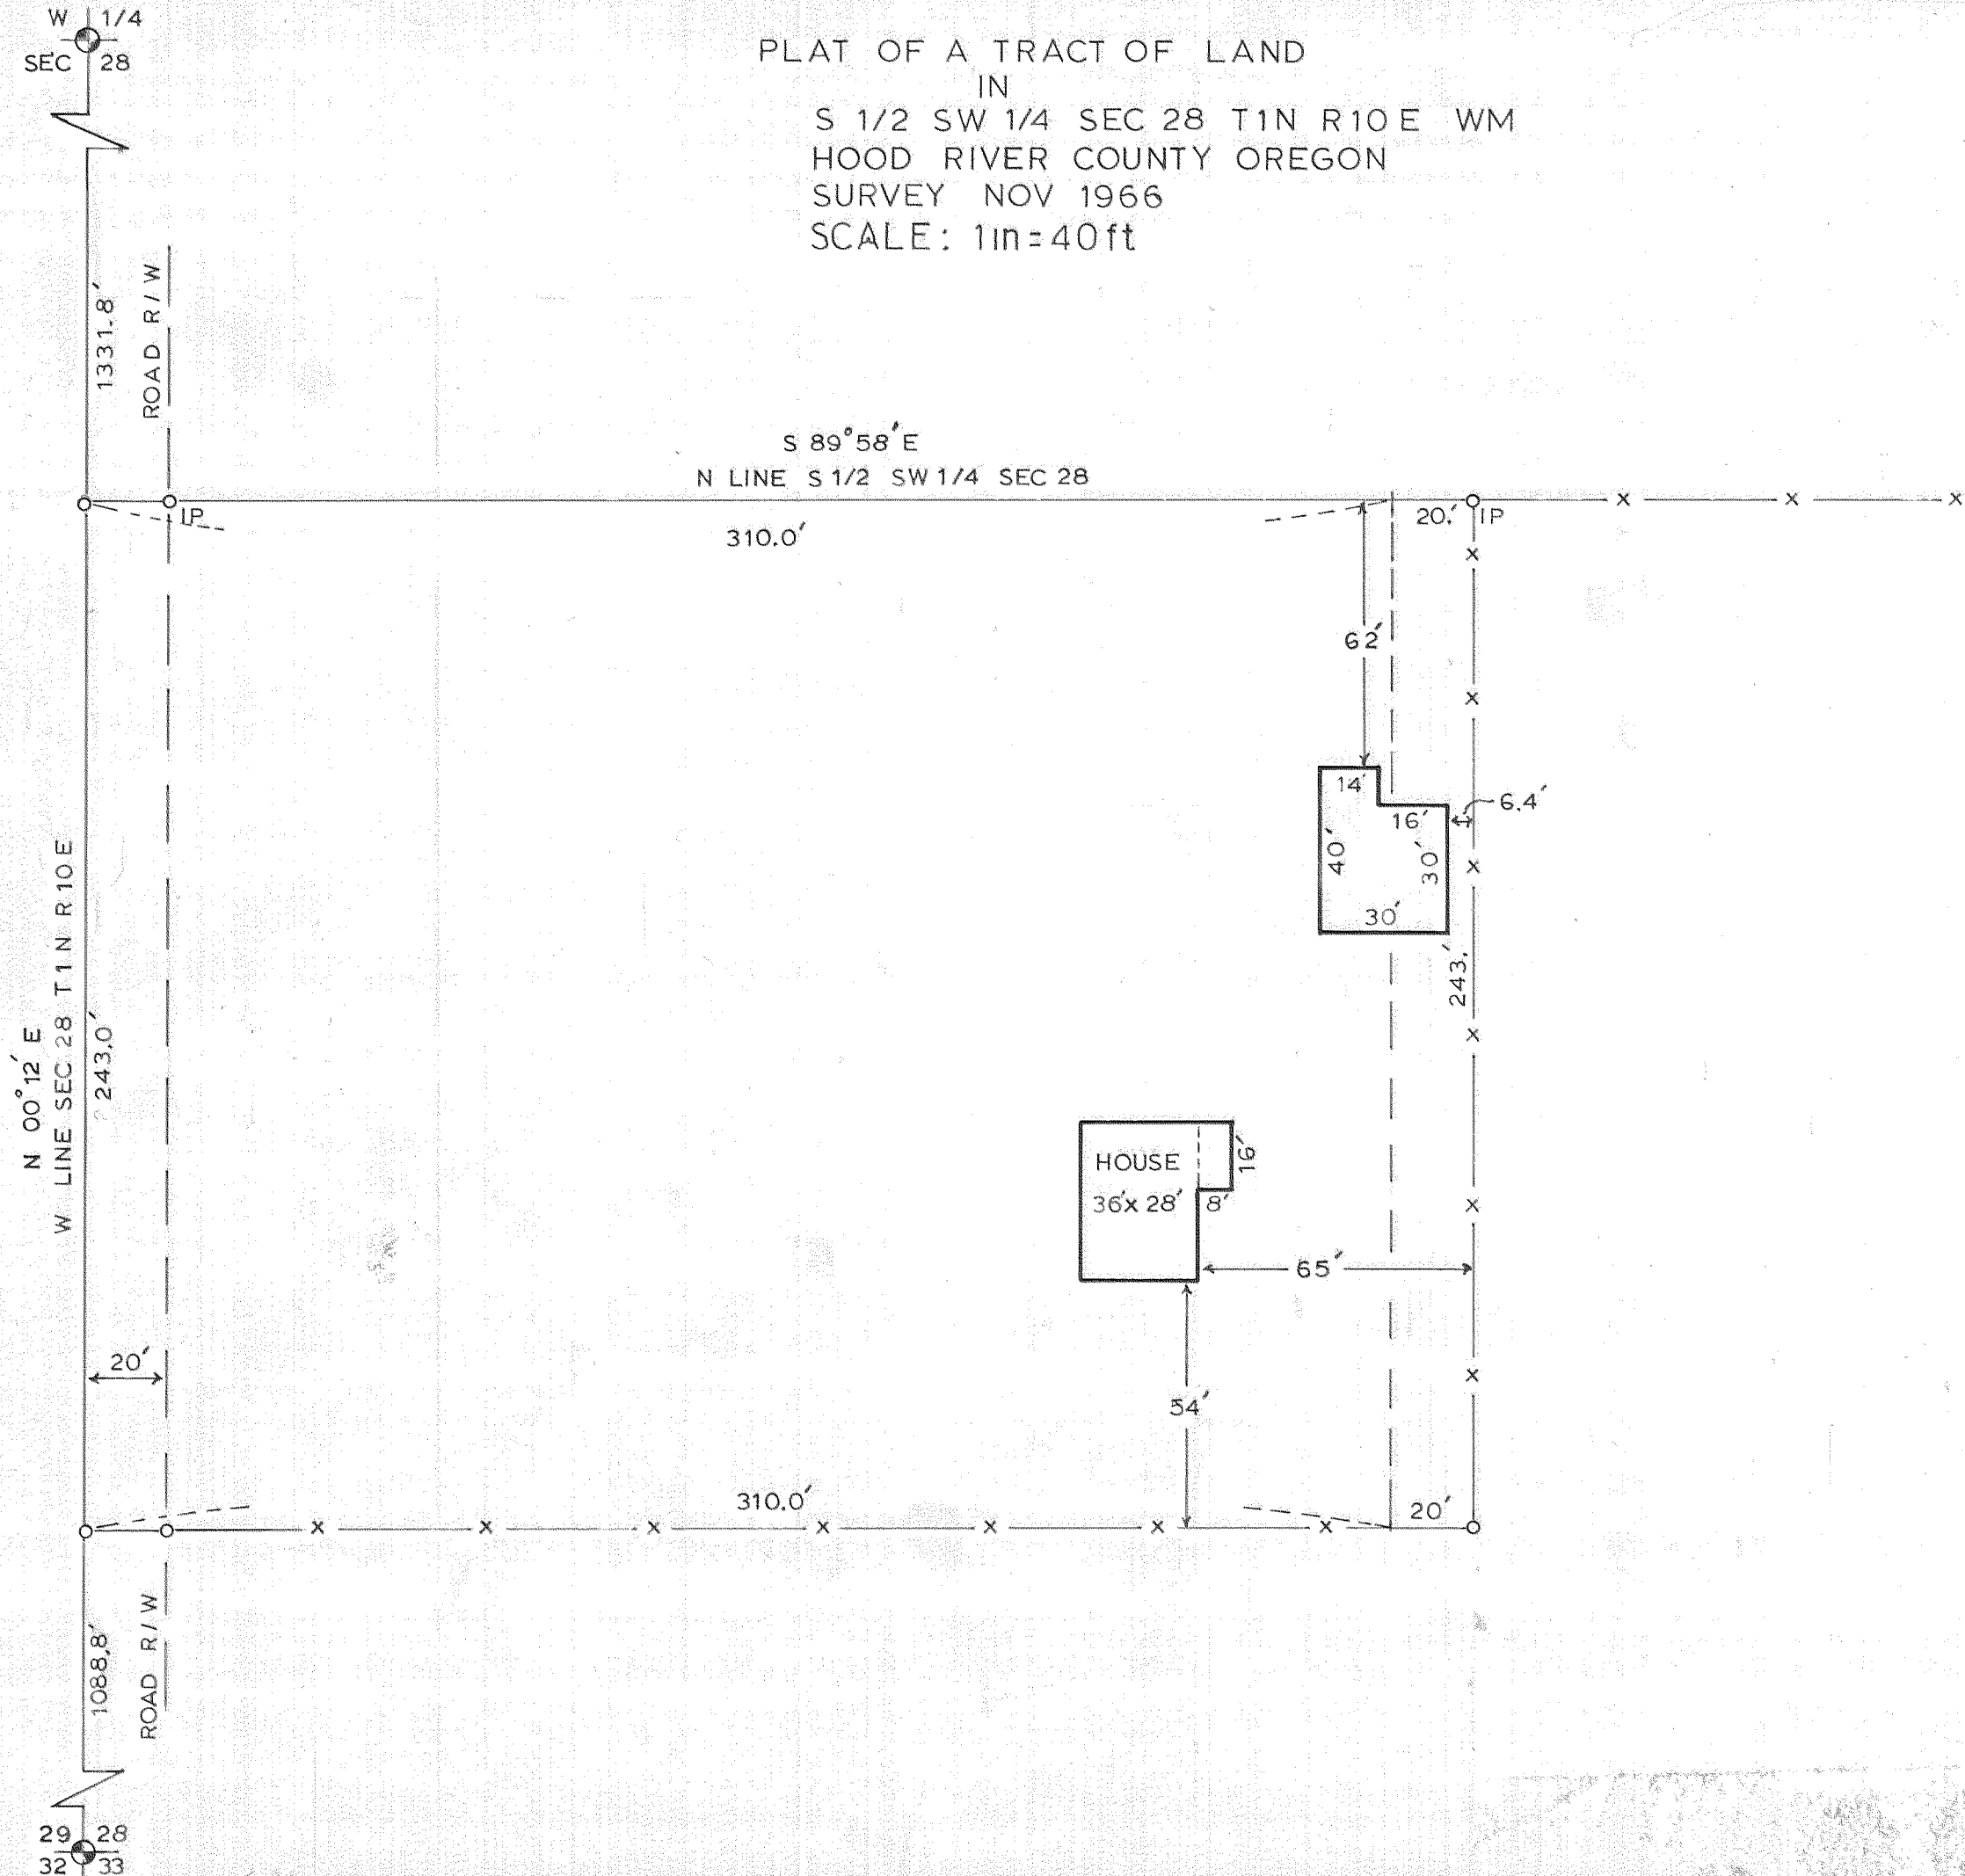 W 1/4
SEC 28
PLAT OF A TRACT OF LAND
IN
S 1/2 SW 1/4 SEC 28 T1N R10E WM
HOOD RIVER COUNTY OREGON
SURVEY NOV 1966
SCALE: 1in=40ft
1331.8'
ROAD R/W
S 89°58'E
N LINE S 1/2 SW 1/4 SEC 28
IP
310.0'
20.'
IP
62'
14'
16'
6.4'
40'
30'
30'
243.'
N 00°12' E
W LINE SEC 28 T1N R10E
243.0'
HOUSE
36'x 28'
16'
8'
65'
20'
54'
310.0'
20'
1088.8'
ROAD R/W
29 28
32 33